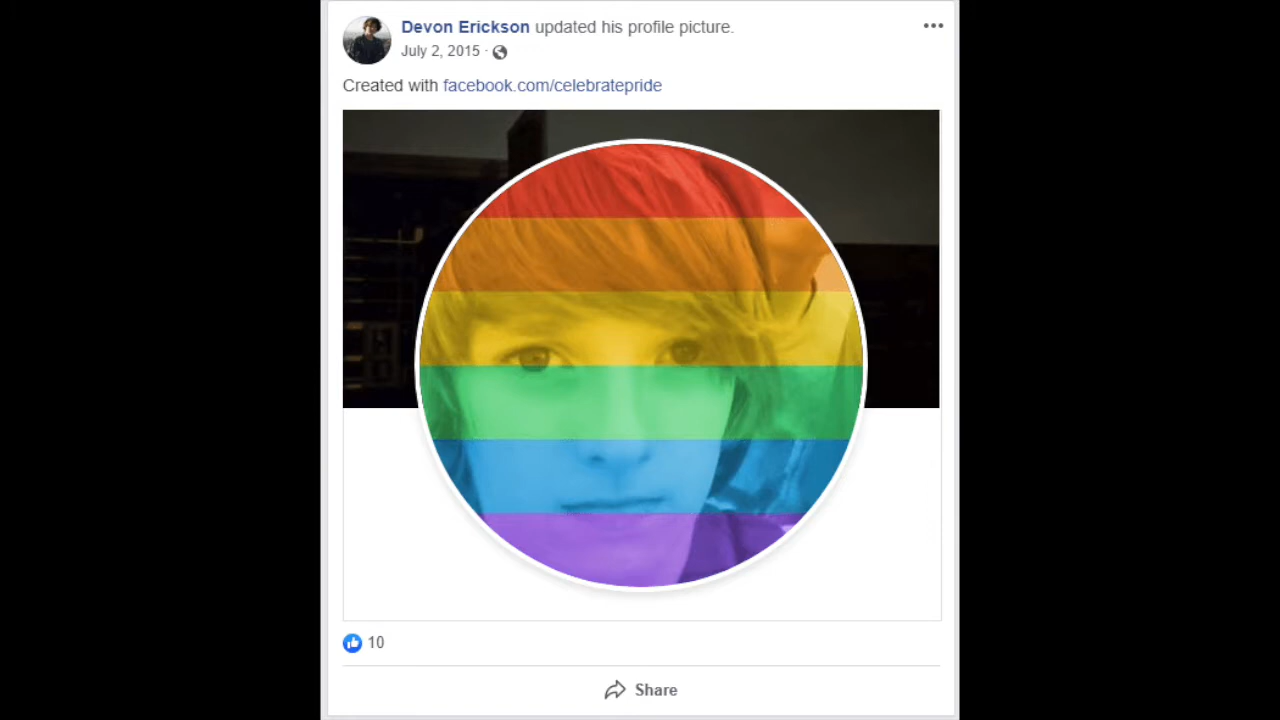 Devon Erickson updated his profile picture.
July 2, 2015 ·
Created with facebook.com/celebratepride
10
Share